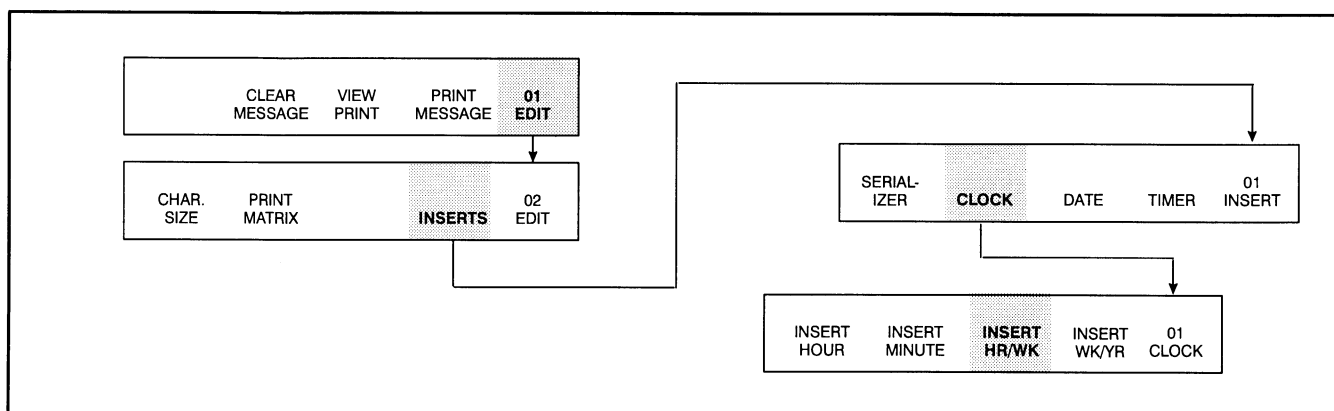 CLEAR VIEW PRINT 01
MESSAGE PRINT MESSAGE EDIT
CHAR. PRINT 02
SIZE MATRIX INSERTS EDIT
SERIAL- 01
IZER CLOCK DATE TIMER INSERT
INSERT INSERT INSERT INSERT 01
HOUR MINUTE HR/WK WK/YR CLOCK